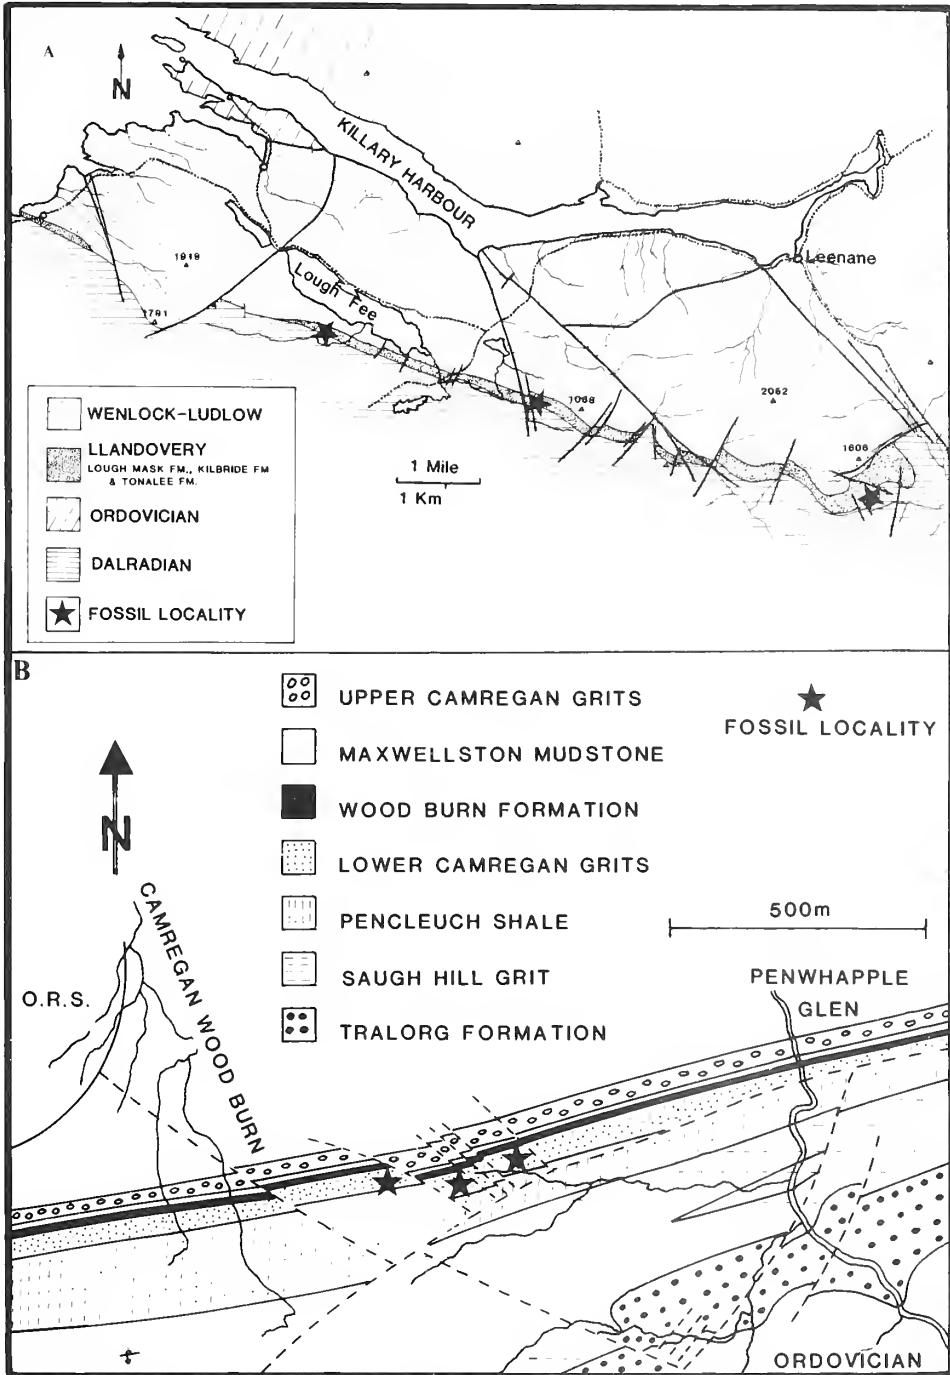 A
N
KILLARY HARBOUR
Leenane
1919
Lough Fee
2062
1606
WENLOCK-LUDLOW
LLANDOVERY
LOUGH MASK FM., KILBRIDE FM
& TONALEE FM.
ORDOVICIAN
DALRADIAN
FOSSIL LOCALITY
1 Mile
1 Km
B
UPPER CAMREGAN GRITS
FOSSIL LOCALITY
MAXWELLSTON MUDSTONE
WOOD BURN FORMATION
N
LOWER CAMREGAN GRITS
PENCLEUCH SHALE
500m
SAUGH HILL GRIT
PENWHAPPLE
GLEN
O.R.S.
CAMREGAN WOOD BURN
TRALORG FORMATION
ORDOVICIAN